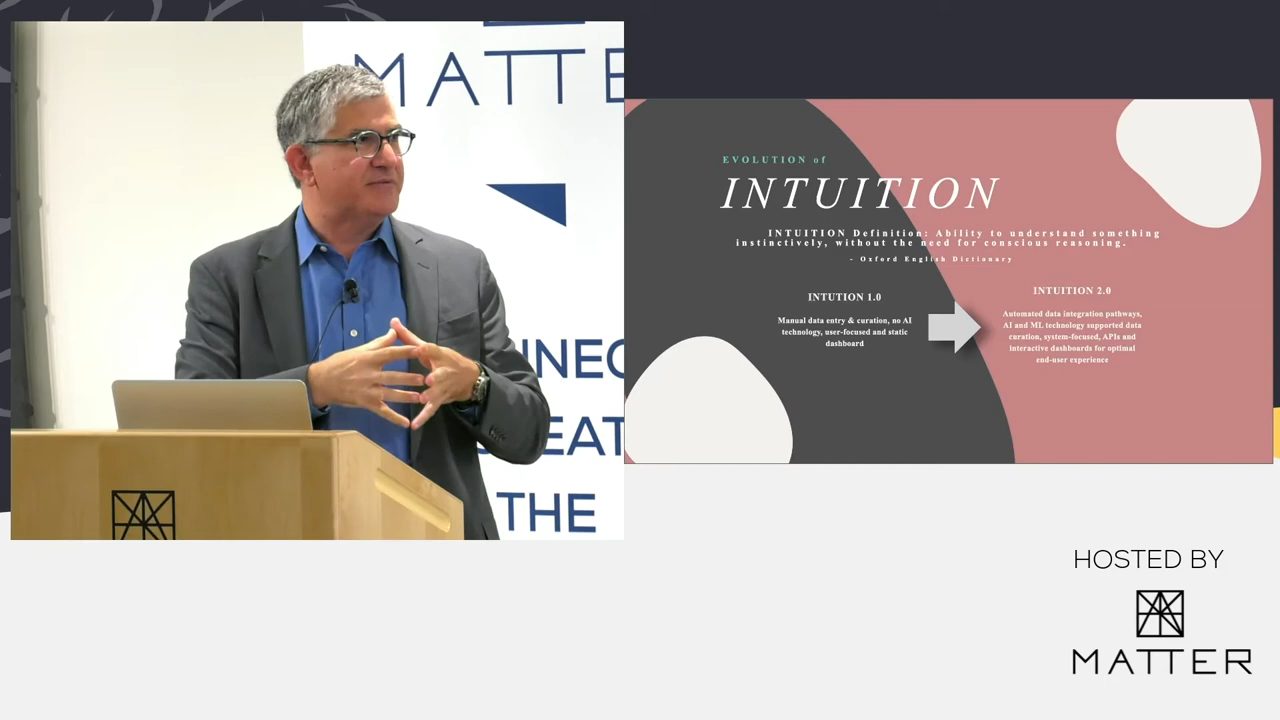 MATTE
NNEC
EAT
THE
EVOLUTION of
INTUITION
INTUITION Definition: Ability to understand something
instinctively, without the need for conscious reasoning.
- Oxford English Dictionary
INTUTION 1.0
Manual data entry & curation, no AI
technology, user-focused and static
dashboard
INTUITION 2.0
Automated data integration pathways,
AI and ML technology supported data
curation, system-focused, APIs and
interactive dashboards for optimal
end-user experience
HOSTED BY
MATTER